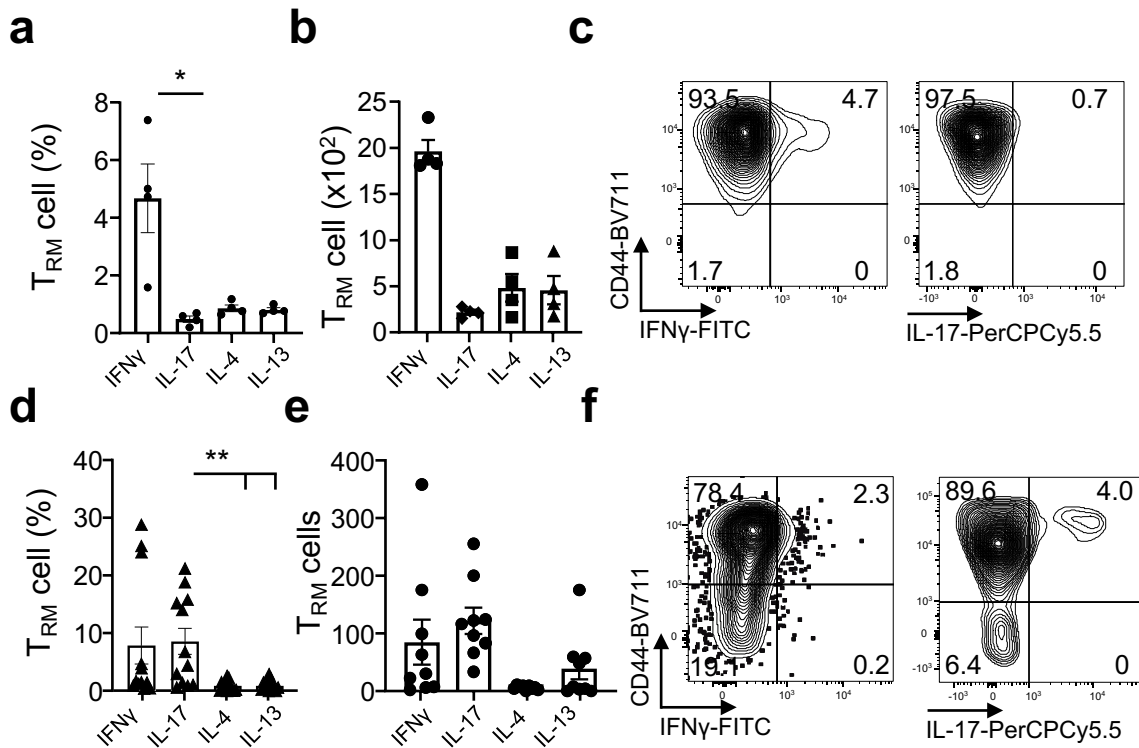 a
*
8
6
4
2
0
TRM cell (%)
IFNγ
IL-17
IL-4
IL-13
b
25
20
15
10
5
0
TRM cell (x10²)
IFNγ
IL-17
IL-4
IL-13
c
93.5 4.7
10⁴
10³
0
1.7 0
0 10³ 10⁴
CD44-BV711
IFNγ-FITC
97.5 0.7
10⁴
10³
0
1.8 0
-10³ 0 10³ 10⁴
IL-17-PerCPCy5.5
d
**
40
30
20
10
0
TRM cell (%)
IFNγ
IL-17
IL-4
IL-13
e
400
300
200
100
0
TRM cells
IFNγ
IL-17
IL-4
IL-13
f
78.4 2.3
10⁴
10³
0
19.1 0.2
0 10³ 10⁴
CD44-BV711
IFNγ-FITC
89.6 4.0
10⁵
10⁴
10³
0
-10³
6.4 0
-10³ 0 10³ 10⁴
IL-17-PerCPCy5.5